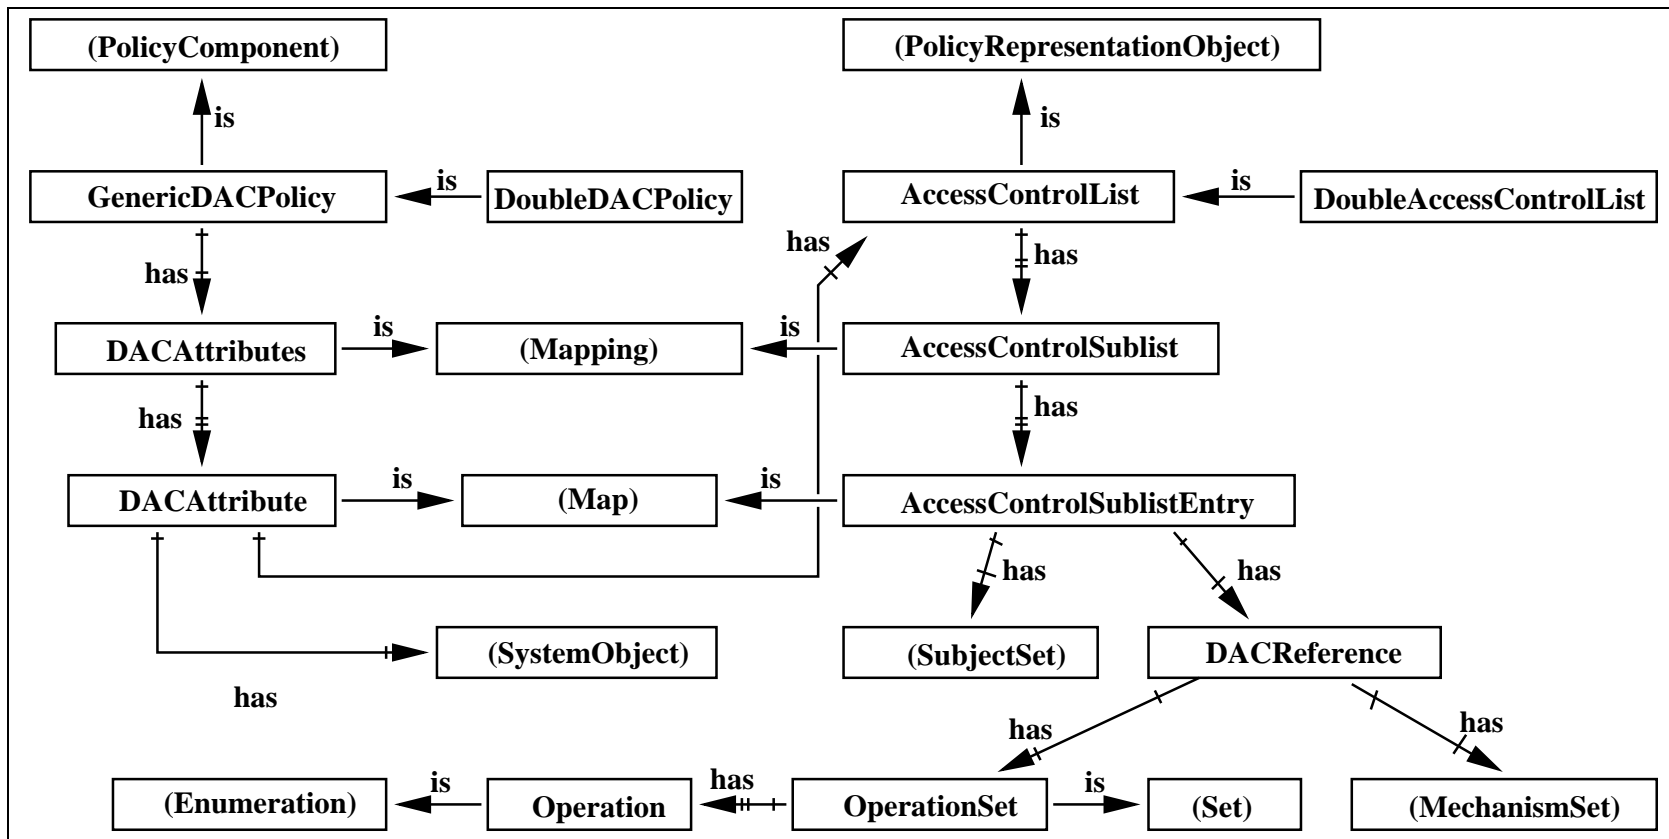 (PolicyComponent) (PolicyRepresentationObject)
is is
GenericDACPolicy is DoubleDACPolicy AccessControlList is DoubleAccessControlList
has has has
DACAttributes is (Mapping) is AccessControlSublist
has has
DACAttribute is (Map) is AccessControlSublistEntry
has has
(SystemObject) (SubjectSet) DACReference
has has has
(Enumeration) is Operation has OperationSet is (Set) (MechanismSet)